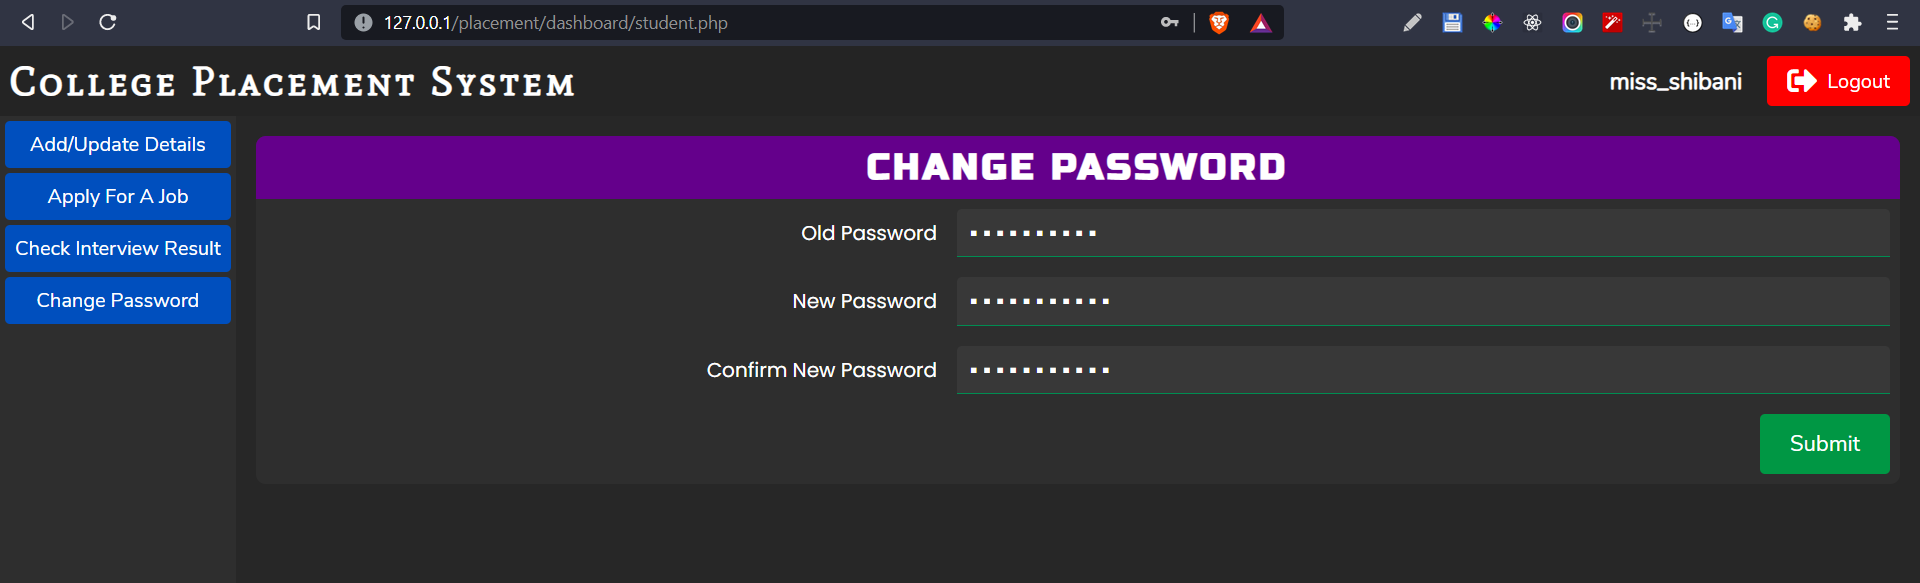 127.0.0.1/placement/dashboard/student.php
College Placement System
miss_shibani
Logout
Add/Update Details
Apply For A Job
Check Interview Result
Change Password
CHANGE PASSWORD
Old Password
New Password
Confirm New Password
Submit